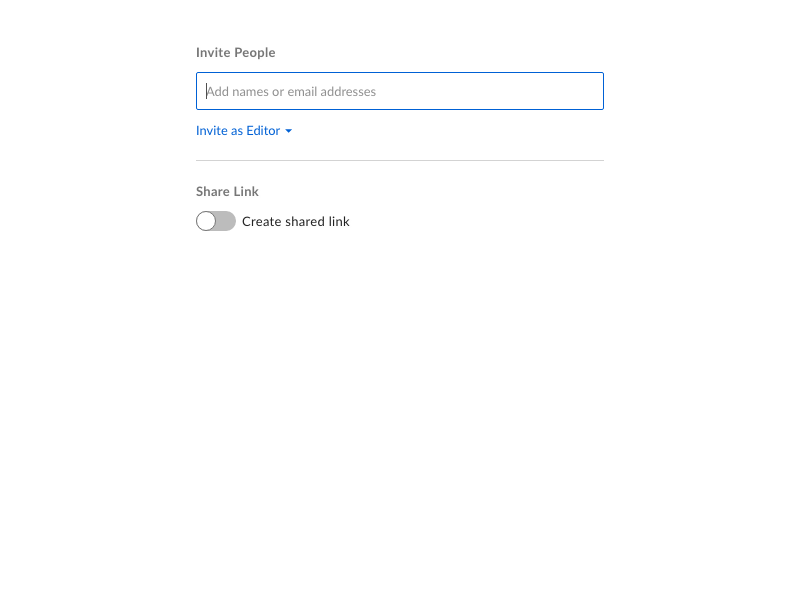 Invite People
Add names or email addresses
Invite as Editor
Share Link
Create shared link